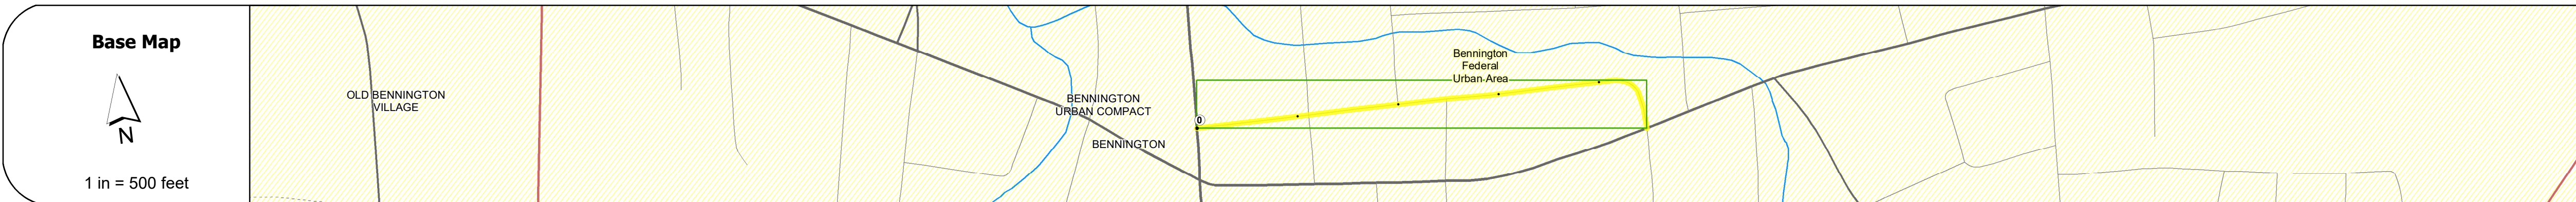 Base Map
N
1 in = 500 feet
OLD BENNINGTON
VILLAGE
BENNINGTON
URBAN COMPACT
BENNINGTON
0
Bennington
Federal
Urban Area